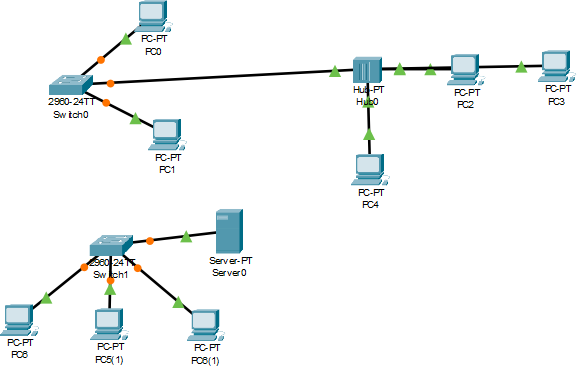 PC-PT
PC0
2960-24TT
Switch0
PC-PT
PC1
Hub-PT
Hub0
PC-PT
PC2
PC-PT
PC3
PC-PT
PC4
2960-24TT
Switch1
Server-PT
Server0
PC-PT
PC6
PC-PT
PC5(1)
PC-PT
PC6(1)